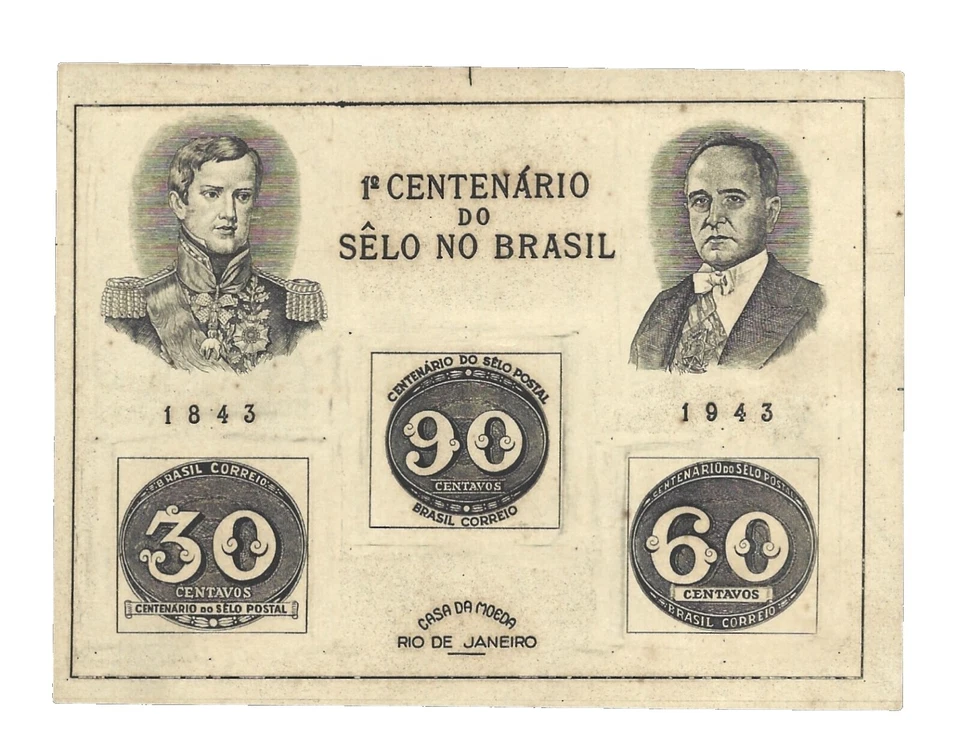 1º CENTENÁRIO
DO
SÊLO NO BRASIL
1843
1943
CENTENÁRIO DO SÊLO POSTAL
90
CENTAVOS
BRASIL CORREIO
BRASIL CORREIO
30
CENTAVOS
CENTENÁRIO DO SÊLO POSTAL
CENTENÁRIO DO SÊLO POSTAL
60
CENTAVOS
BRASIL CORREIO
CASA DA MOEDA
RIO DE JANEIRO